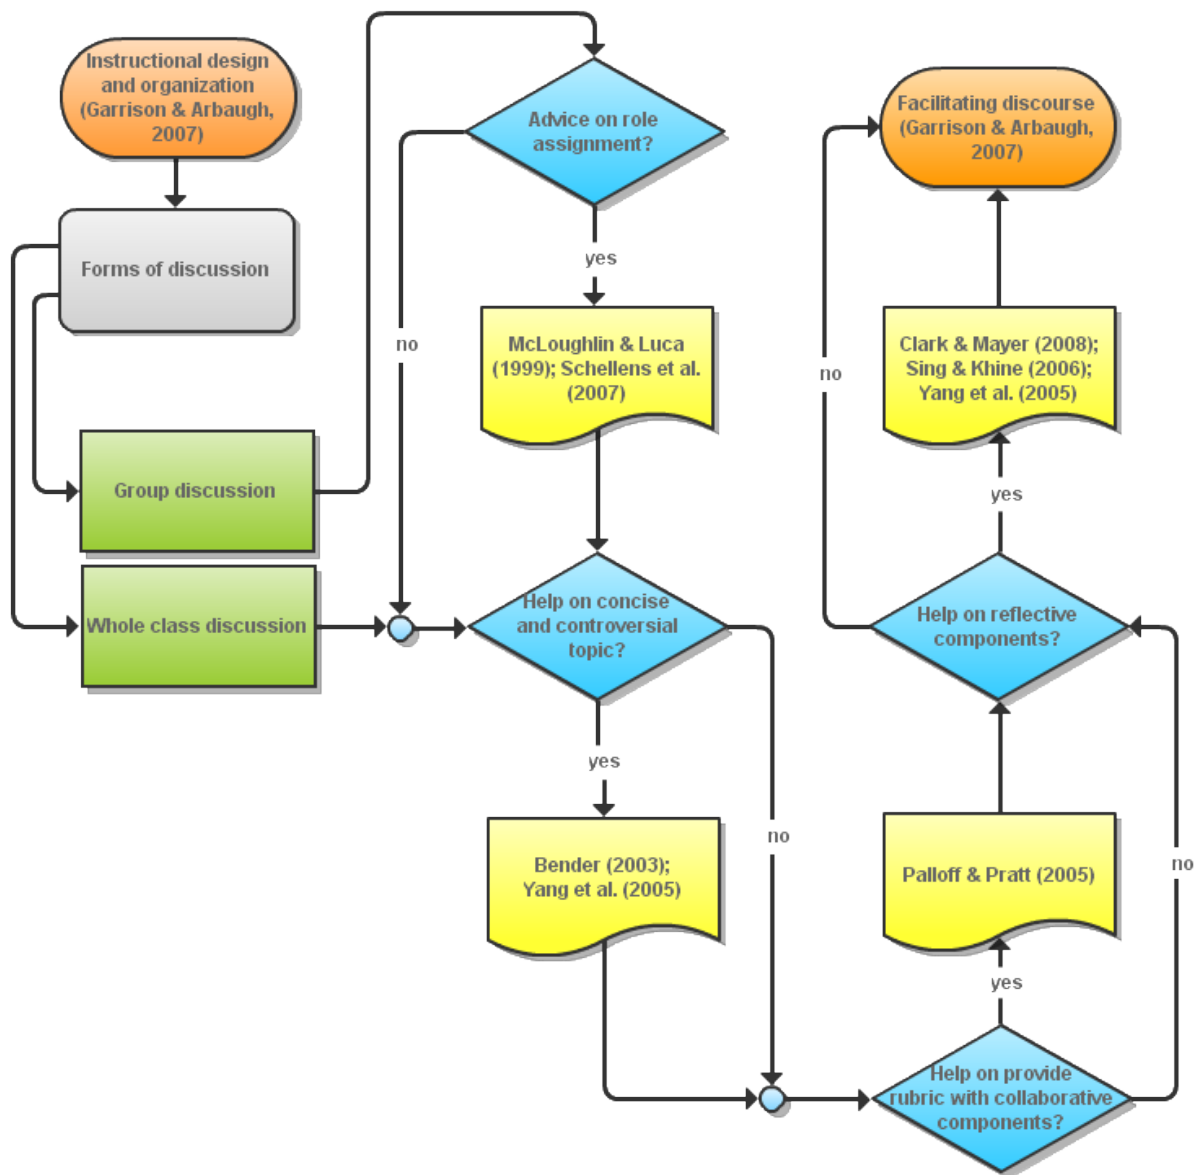 Instructional design
and organization
(Garrison & Arbaugh,
2007)
Forms of discussion
Group discussion
Whole class discussion
Advice on role
assignment?
yes
no
McLoughlin & Luca
(1999); Schellens et al.
(2007)
Help on concise
and controversial
topic?
yes
no
Bender (2003);
Yang et al. (2005)
Facilitating discourse
(Garrison & Arbaugh,
2007)
Clark & Mayer (2008);
Sing & Khine (2006);
Yang et al. (2005)
no
yes
Help on reflective
components?
Palloff & Pratt (2005)
no
yes
Help on provide
rubric with collaborative
components?